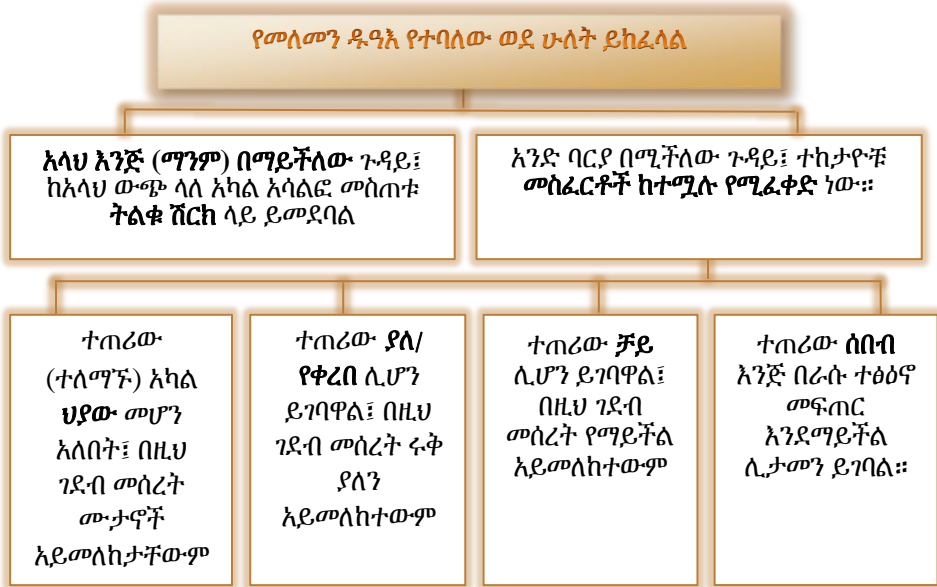 የመለመን ዱዓእ የተባለው ወደ ሁለት ይከፈላል
አላህ እንጅ (ማንም) በማይችለው ጉዳይ፤
ከአላህ ውጭ ላለ አካል አሳልፎ መስጠቱ
ትልቁ ሽርክ ላይ ይመደባል
አንድ ባርያ በሚችለው ጉዳይ፤ ተከታዮቹ
መስፈርቶች ከተሟሉ የሚፈቀድ ነው።
ተጠሪው
(ተለማኙ) አካል
ህያው መሆን
አለበት፤ በዚህ
ገደብ መሰረት
ሙታኖች
አይመለከታቸውም
ተጠሪው ያለ/
የቀረበ ሊሆን
ይገባዋል፤ በዚህ
ገደብ መሰረት ሩቅ
ያለን
አይመለከተውም
ተጠሪው ቻይ
ሊሆን ይገባዋል፤
በዚህ ገደብ
መሰረት የማይችል
አይመለከተውም
ተጠሪው ሰበብ
እንጅ በራሱ ተፅዕኖ
መፍጠር
እንደማይችል
ሊታመን ይገባል።